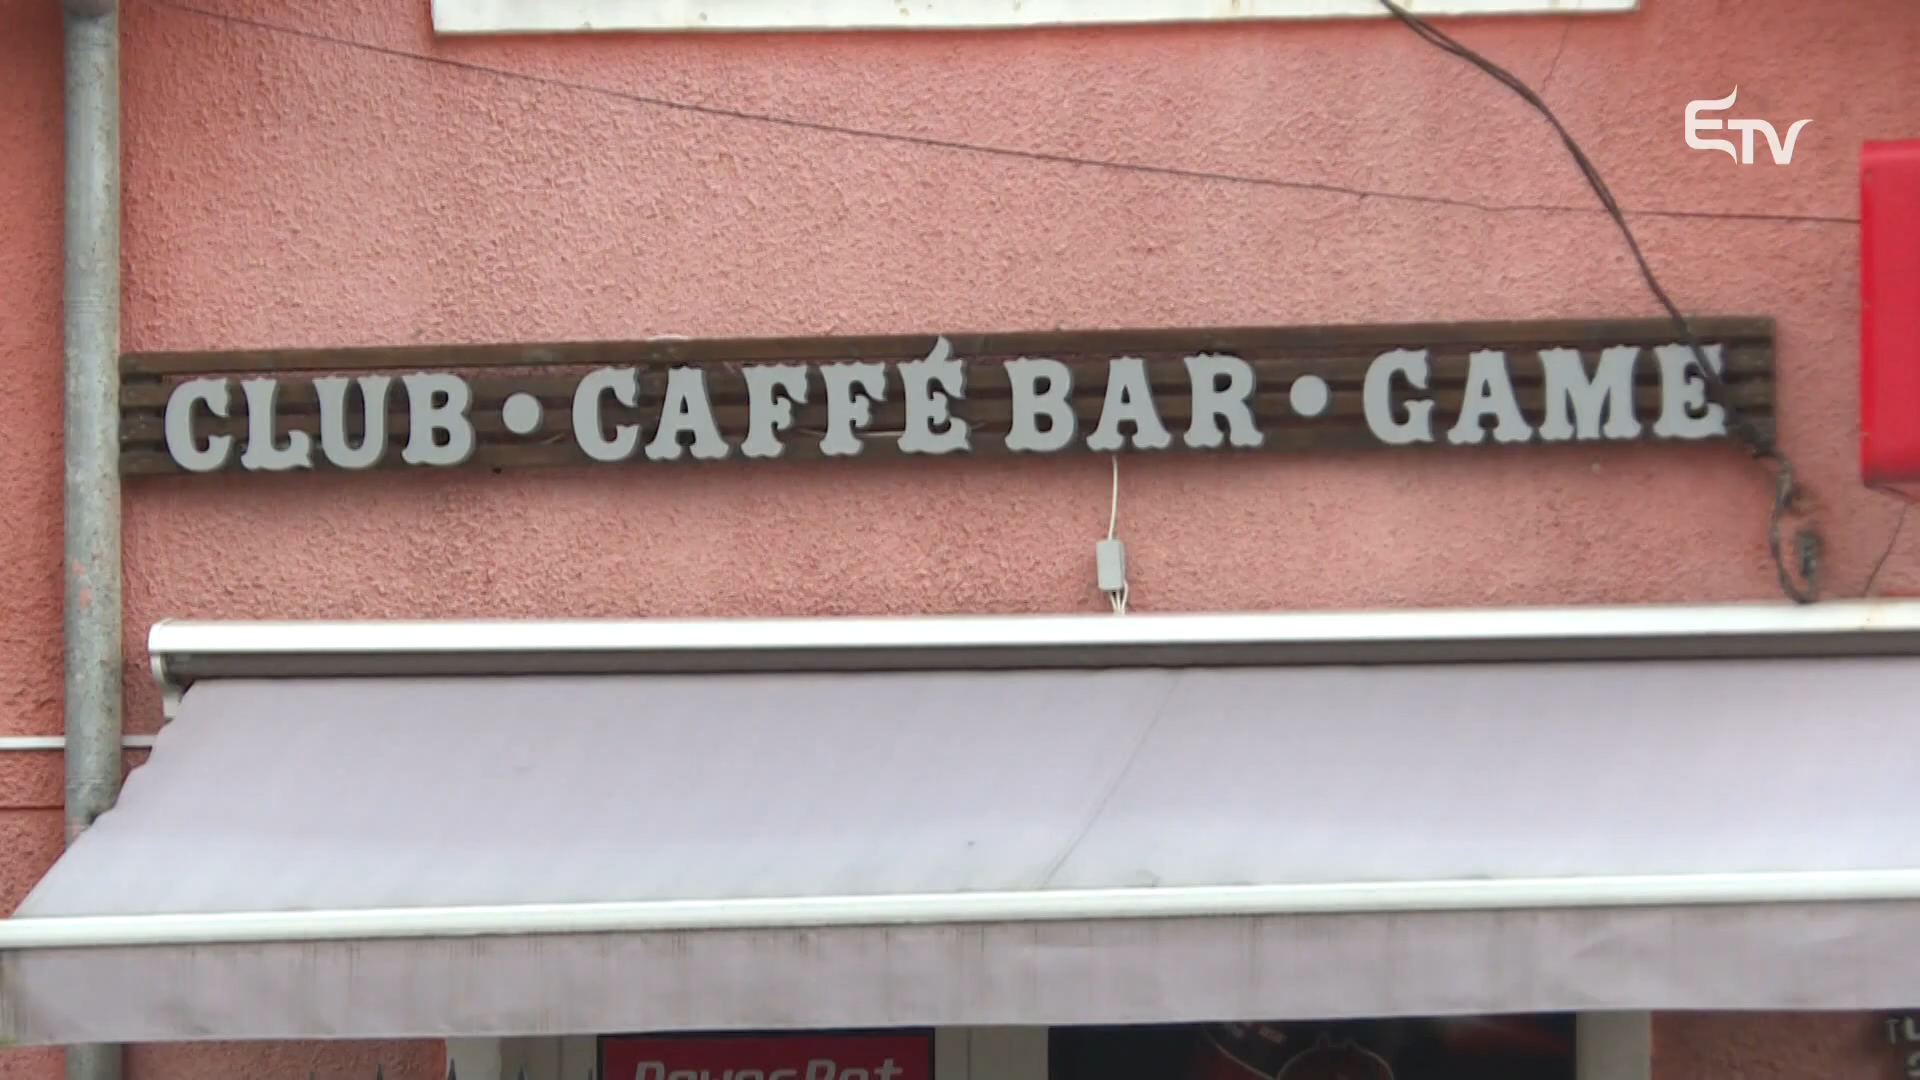 ETV
CLUB • CAFFÉ BAR • GAME